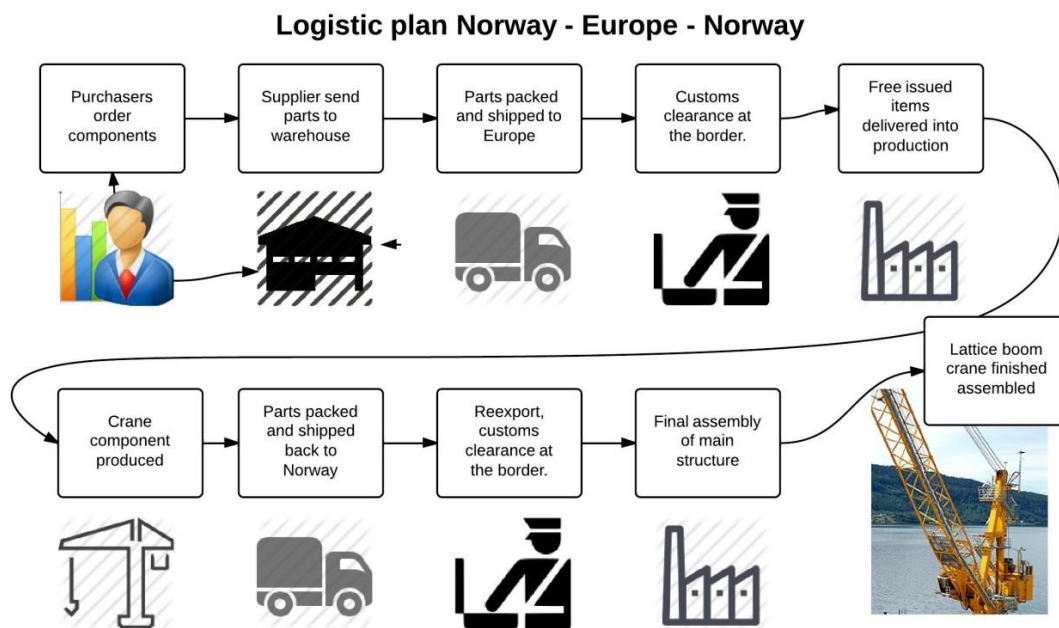 Logistic plan Norway - Europe - Norway
Purchasers
order
components
Supplier send
parts to
warehouse
Parts packed
and shipped to
Europe
Customs
clearance at
the border.
Free issued
items
delivered into
production
Crane
component
produced
Parts packed
and shipped
back to
Norway
Reexport,
customs
clearance at
the border.
Final assembly
of main
structure
Lattice boom
crane finished
assembled